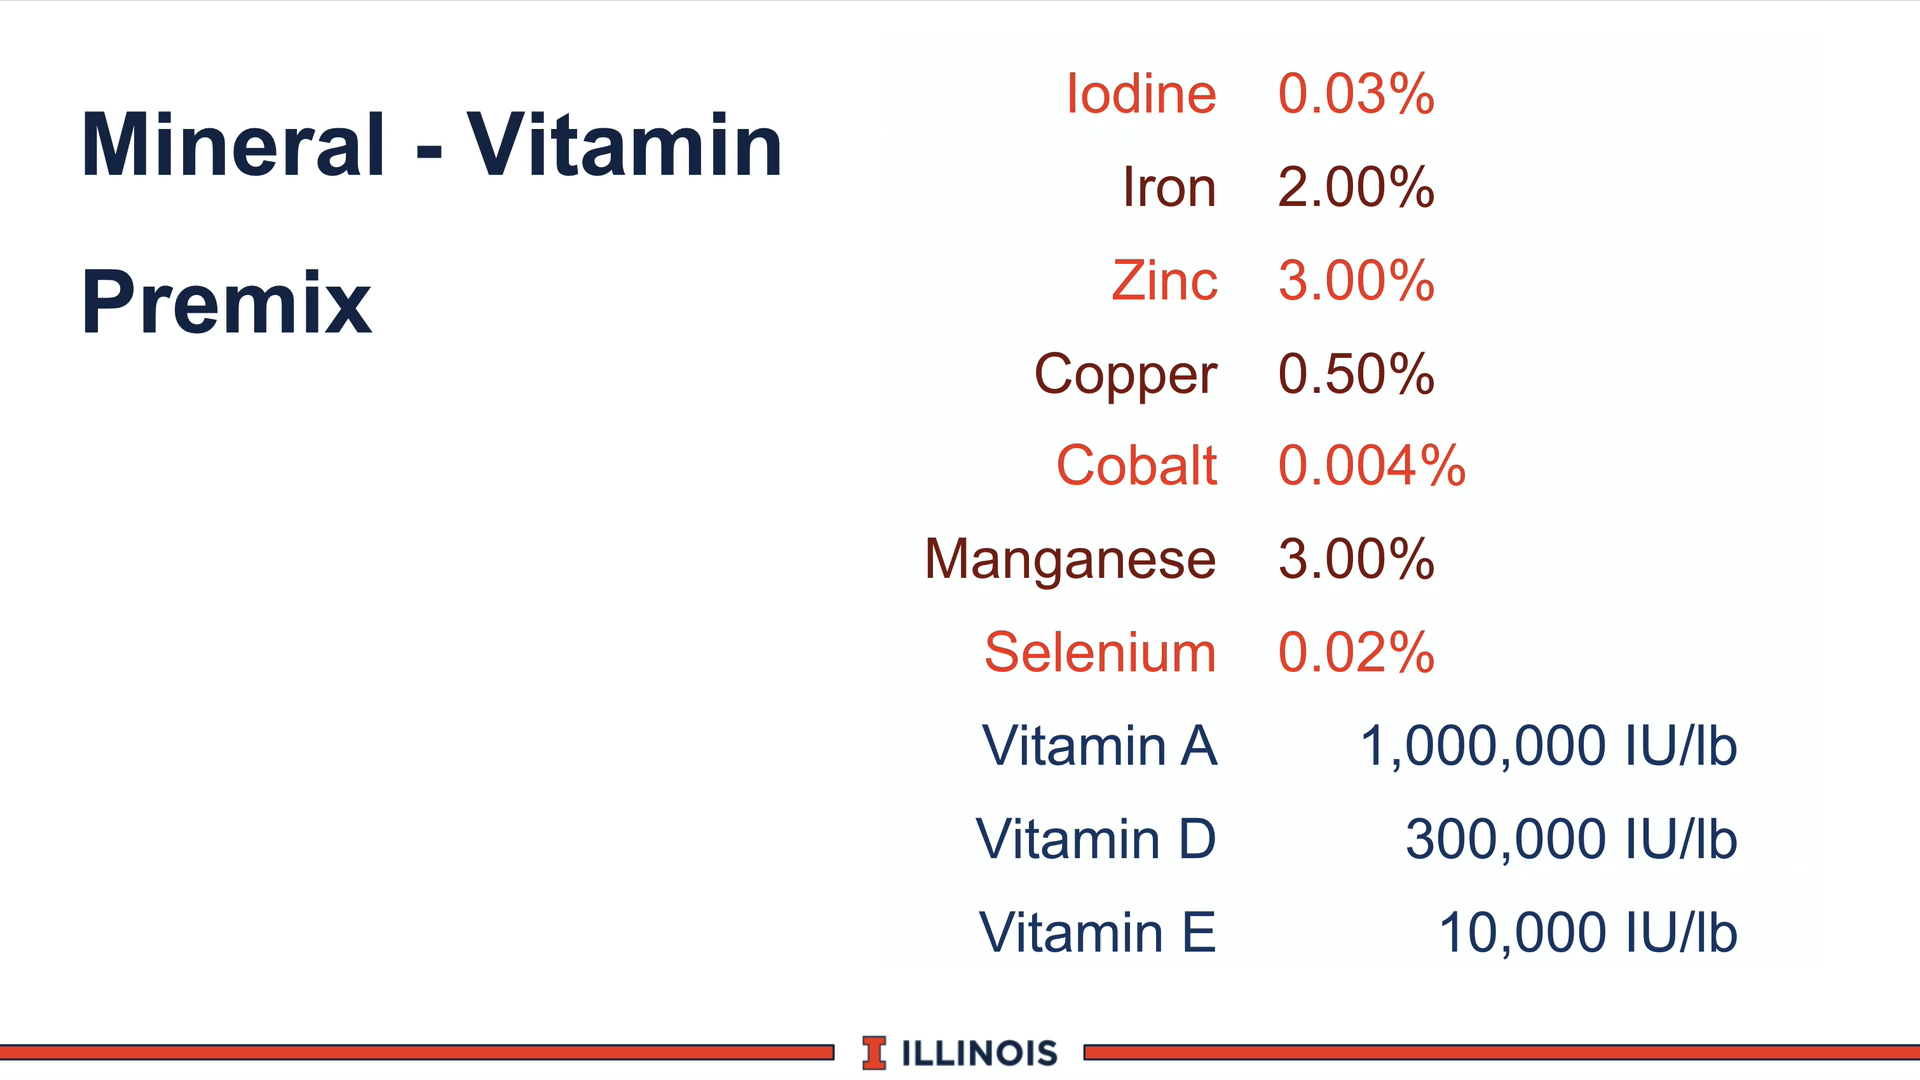 Mineral - Vitamin
Premix
Iodine 0.03%
Iron 2.00%
Zinc 3.00%
Copper 0.50%
Cobalt 0.004%
Manganese 3.00%
Selenium 0.02%
Vitamin A 1,000,000 IU/lb
Vitamin D 300,000 IU/lb
Vitamin E 10,000 IU/lb
I ILLINOIS